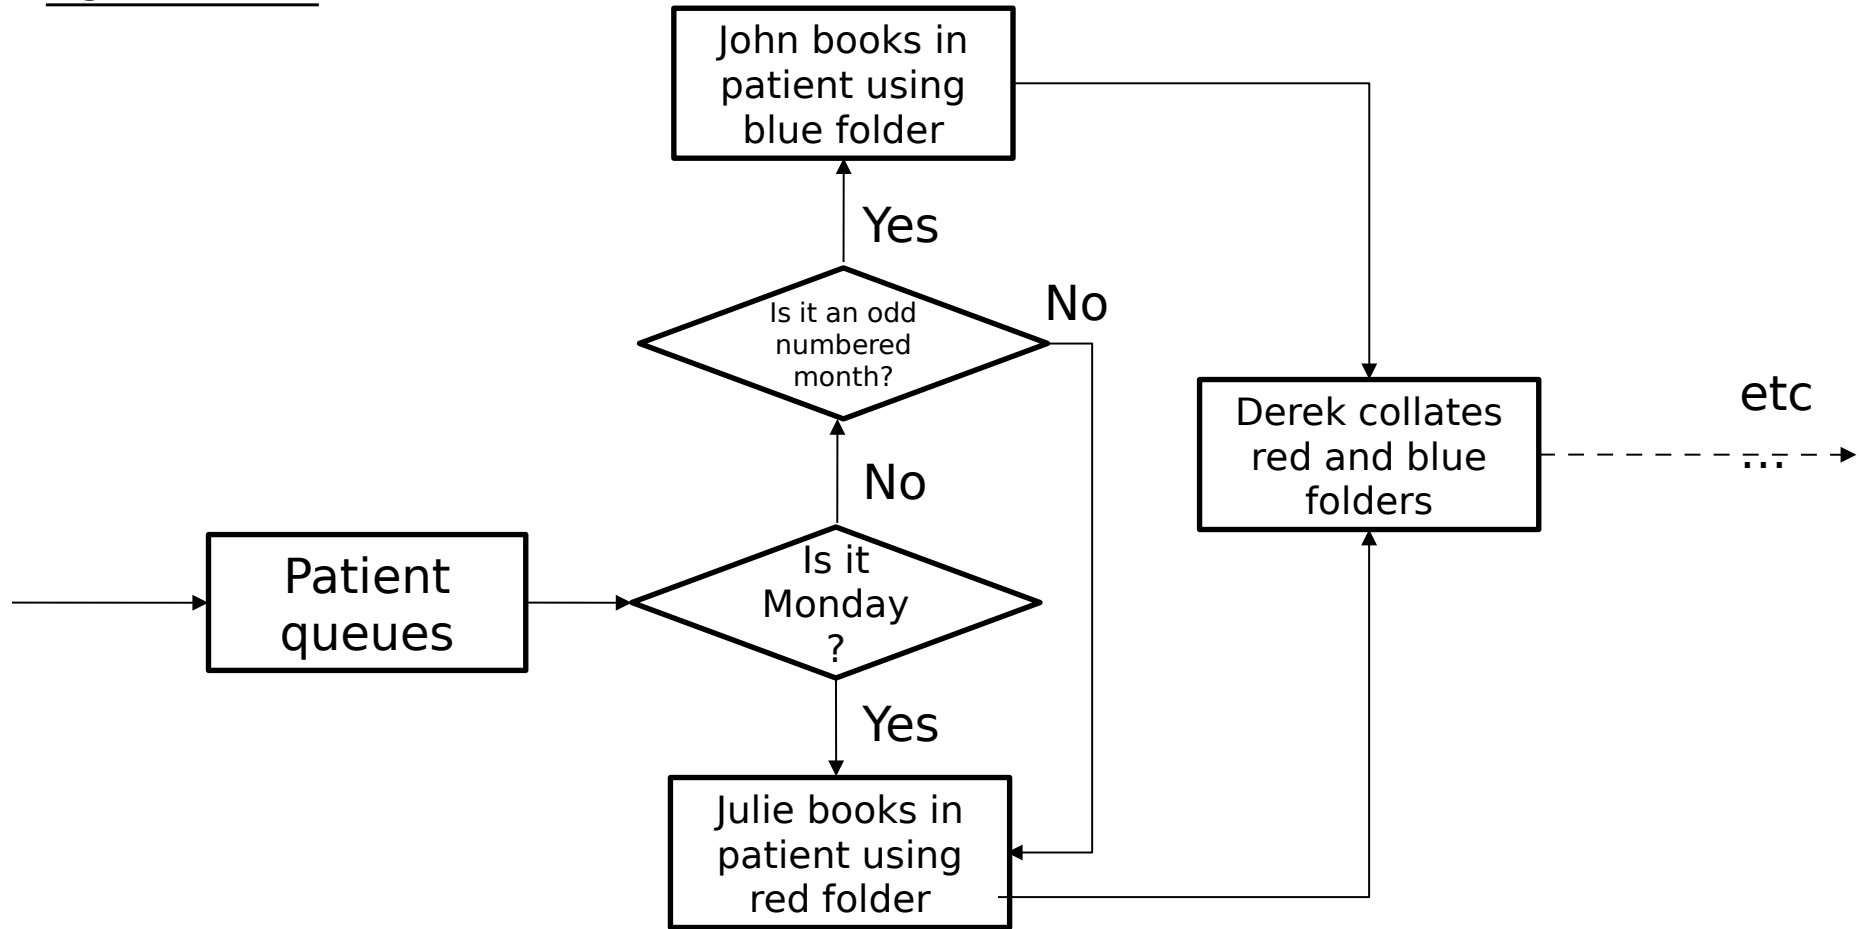 John books in
patient using
blue folder
Yes
Is it an odd
numbered
month?
No
Derek collates
red and blue
folders
etc
...
No
Patient
queues
Is it
Monday
?
Yes
Julie books in
patient using
red folder